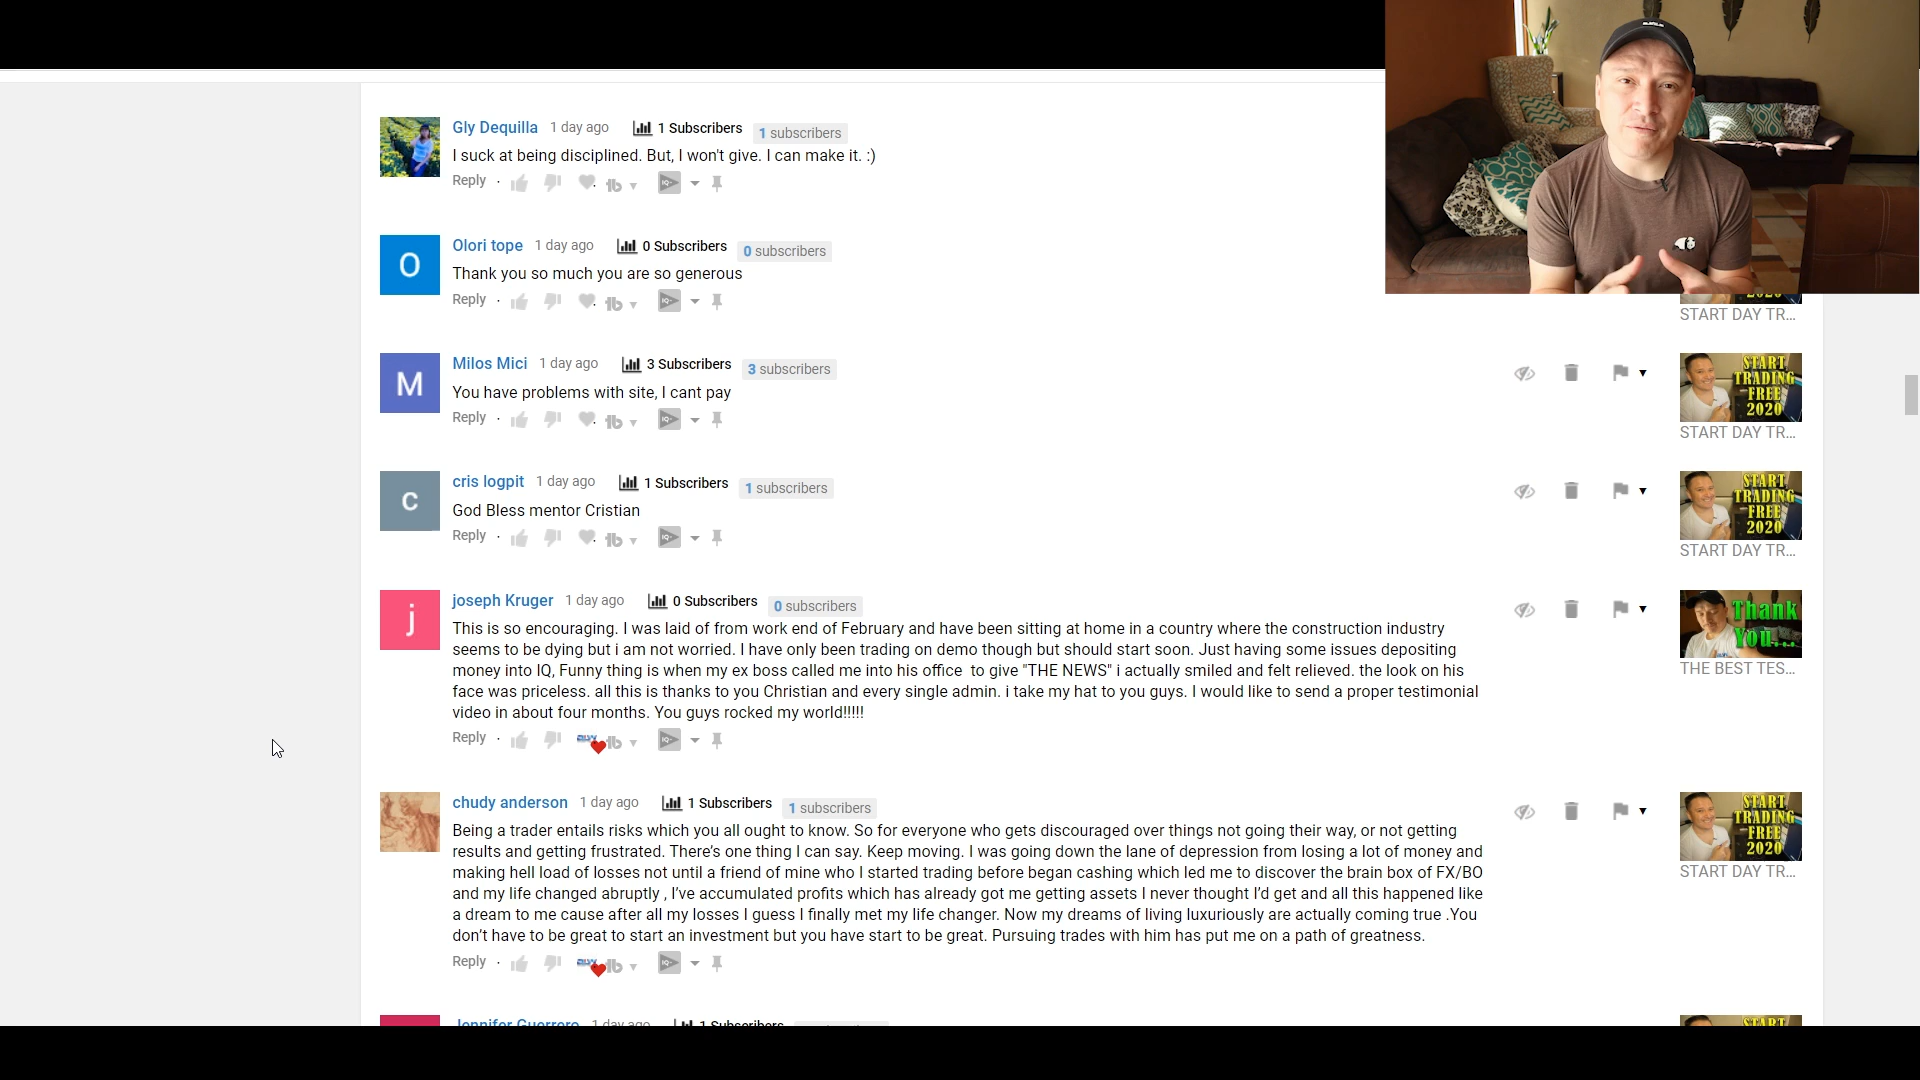 Gly Dequilla 1 day ago 1 Subscribers 1 subscribers
I suck at being disciplined. But, I won't give. I can make it. :)
Reply
Olori tope 1 day ago 0 Subscribers 0 subscribers
O
Thank you so much you are so generous
Reply
2020
START DAY TR...
Milos Mici 1 day ago 3 Subscribers 3 subscribers
M
You have problems with site, I cant pay
Reply
START TRADING FREE 2020
START DAY TR...
cris logpit 1 day ago 1 Subscribers 1 subscribers
c
God Bless mentor Cristian
Reply
START TRADING FREE 2020
START DAY TR...
joseph Kruger 1 day ago 0 Subscribers 0 subscribers
j
This is so encouraging. I was laid of from work end of February and have been sitting at home in a country where the construction industry
seems to be dying but i am not worried. I have only been trading on demo though but should start soon. Just having some issues depositing
money into IQ, Funny thing is when my ex boss called me into his office to give "THE NEWS" i actually smiled and felt relieved. the look on his
face was priceless. all this is thanks to you Christian and every single admin. i take my hat to you guys. I would like to send a proper testimonial
video in about four months. You guys rocked my world!!!!!
Reply
Thank You...
THE BEST TES...
chudy anderson 1 day ago 1 Subscribers 1 subscribers
Being a trader entails risks which you all ought to know. So for everyone who gets discouraged over things not going their way, or not getting
results and getting frustrated. There's one thing I can say. Keep moving. I was going down the lane of depression from losing a lot of money and
making hell load of losses not until a friend of mine who I started trading before began cashing which led me to discover the brain box of FX/BO
and my life changed abruptly , I've accumulated profits which has already got me getting assets I never thought I'd get and all this happened like
a dream to me cause after all my losses I guess I finally met my life changer. Now my dreams of living luxuriously are actually coming true .You
don't have to be great to start an investment but you have start to be great. Pursuing trades with him has put me on a path of greatness.
Reply
START TRADING FREE 2020
START DAY TR...
Jennifer Guerrero 1 day ago 1 Subscribers
START